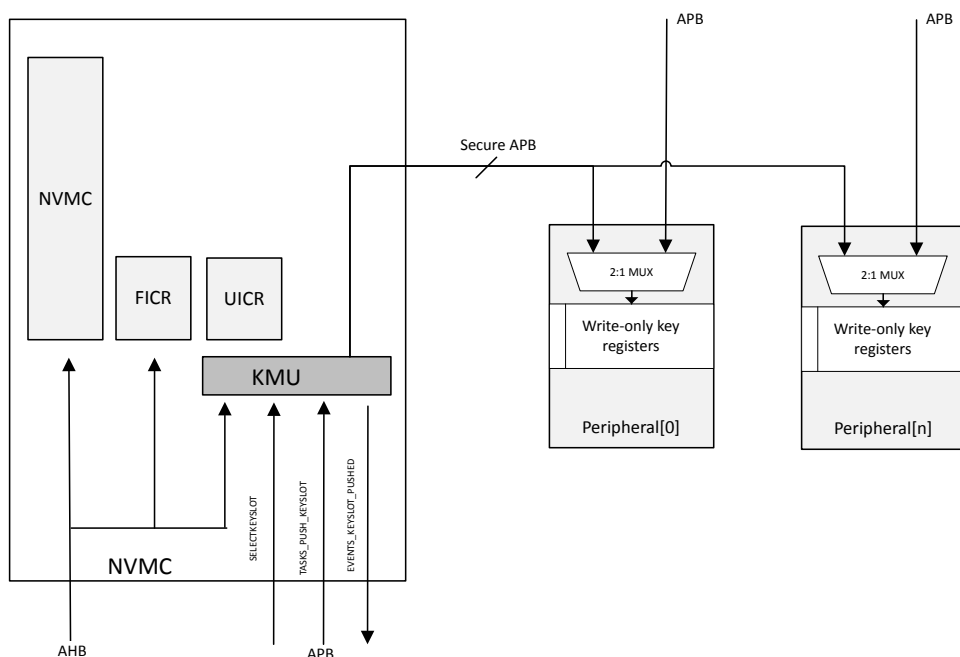 APB
APB
Secure APB
NVMC
FICR
UICR
2:1 MUX
2:1 MUX
Write-only key
registers
Write-only key
registers
KMU
Peripheral[0]
Peripheral[n]
SELECTKEYSLOT
TASKS_PUSH_KEYSLOT
EVENTS_KEYSLOT_PUSHED
NVMC
AHB
APB